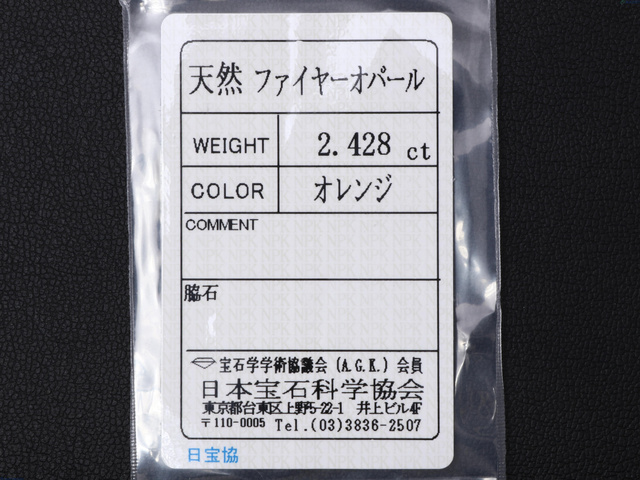 天然 ファイヤーオパール
WEIGHT 2.428 ct
COLOR オレンジ
COMMENT
脇石
宝石学学術協議会 (A.G.K.) 会員
日本宝石科学協会
東京都台東区上野5-22-1 井上ビル4F
〒110-0005 Tel.(03)3836-2507
日宝協